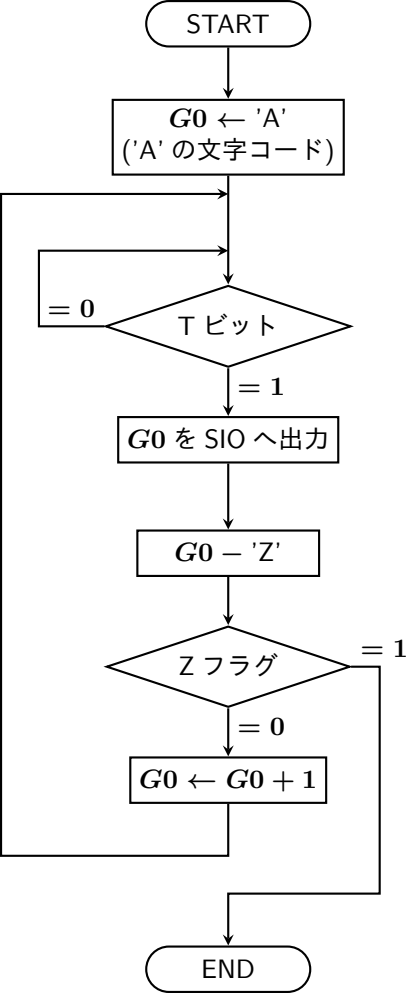 START
G0 ← 'A'
('A' の文字コード)
= 0
T ビット
= 1
G0 を SIO へ出力
G0 − 'Z'
= 1
Z フラグ
= 0
G0 ← G0 + 1
END